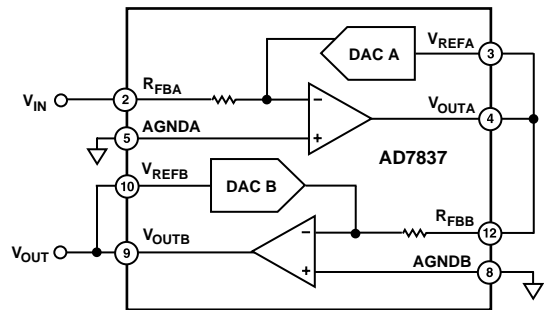 DAC A
V_REFA
3
V_IN
2
R_FBA
−
V_OUTA
4
5
AGNDA
+
AD7837
10
V_REFB
DAC B
R_FBB
12
V_OUT
9
V_OUTB
−
+
AGNDB
8